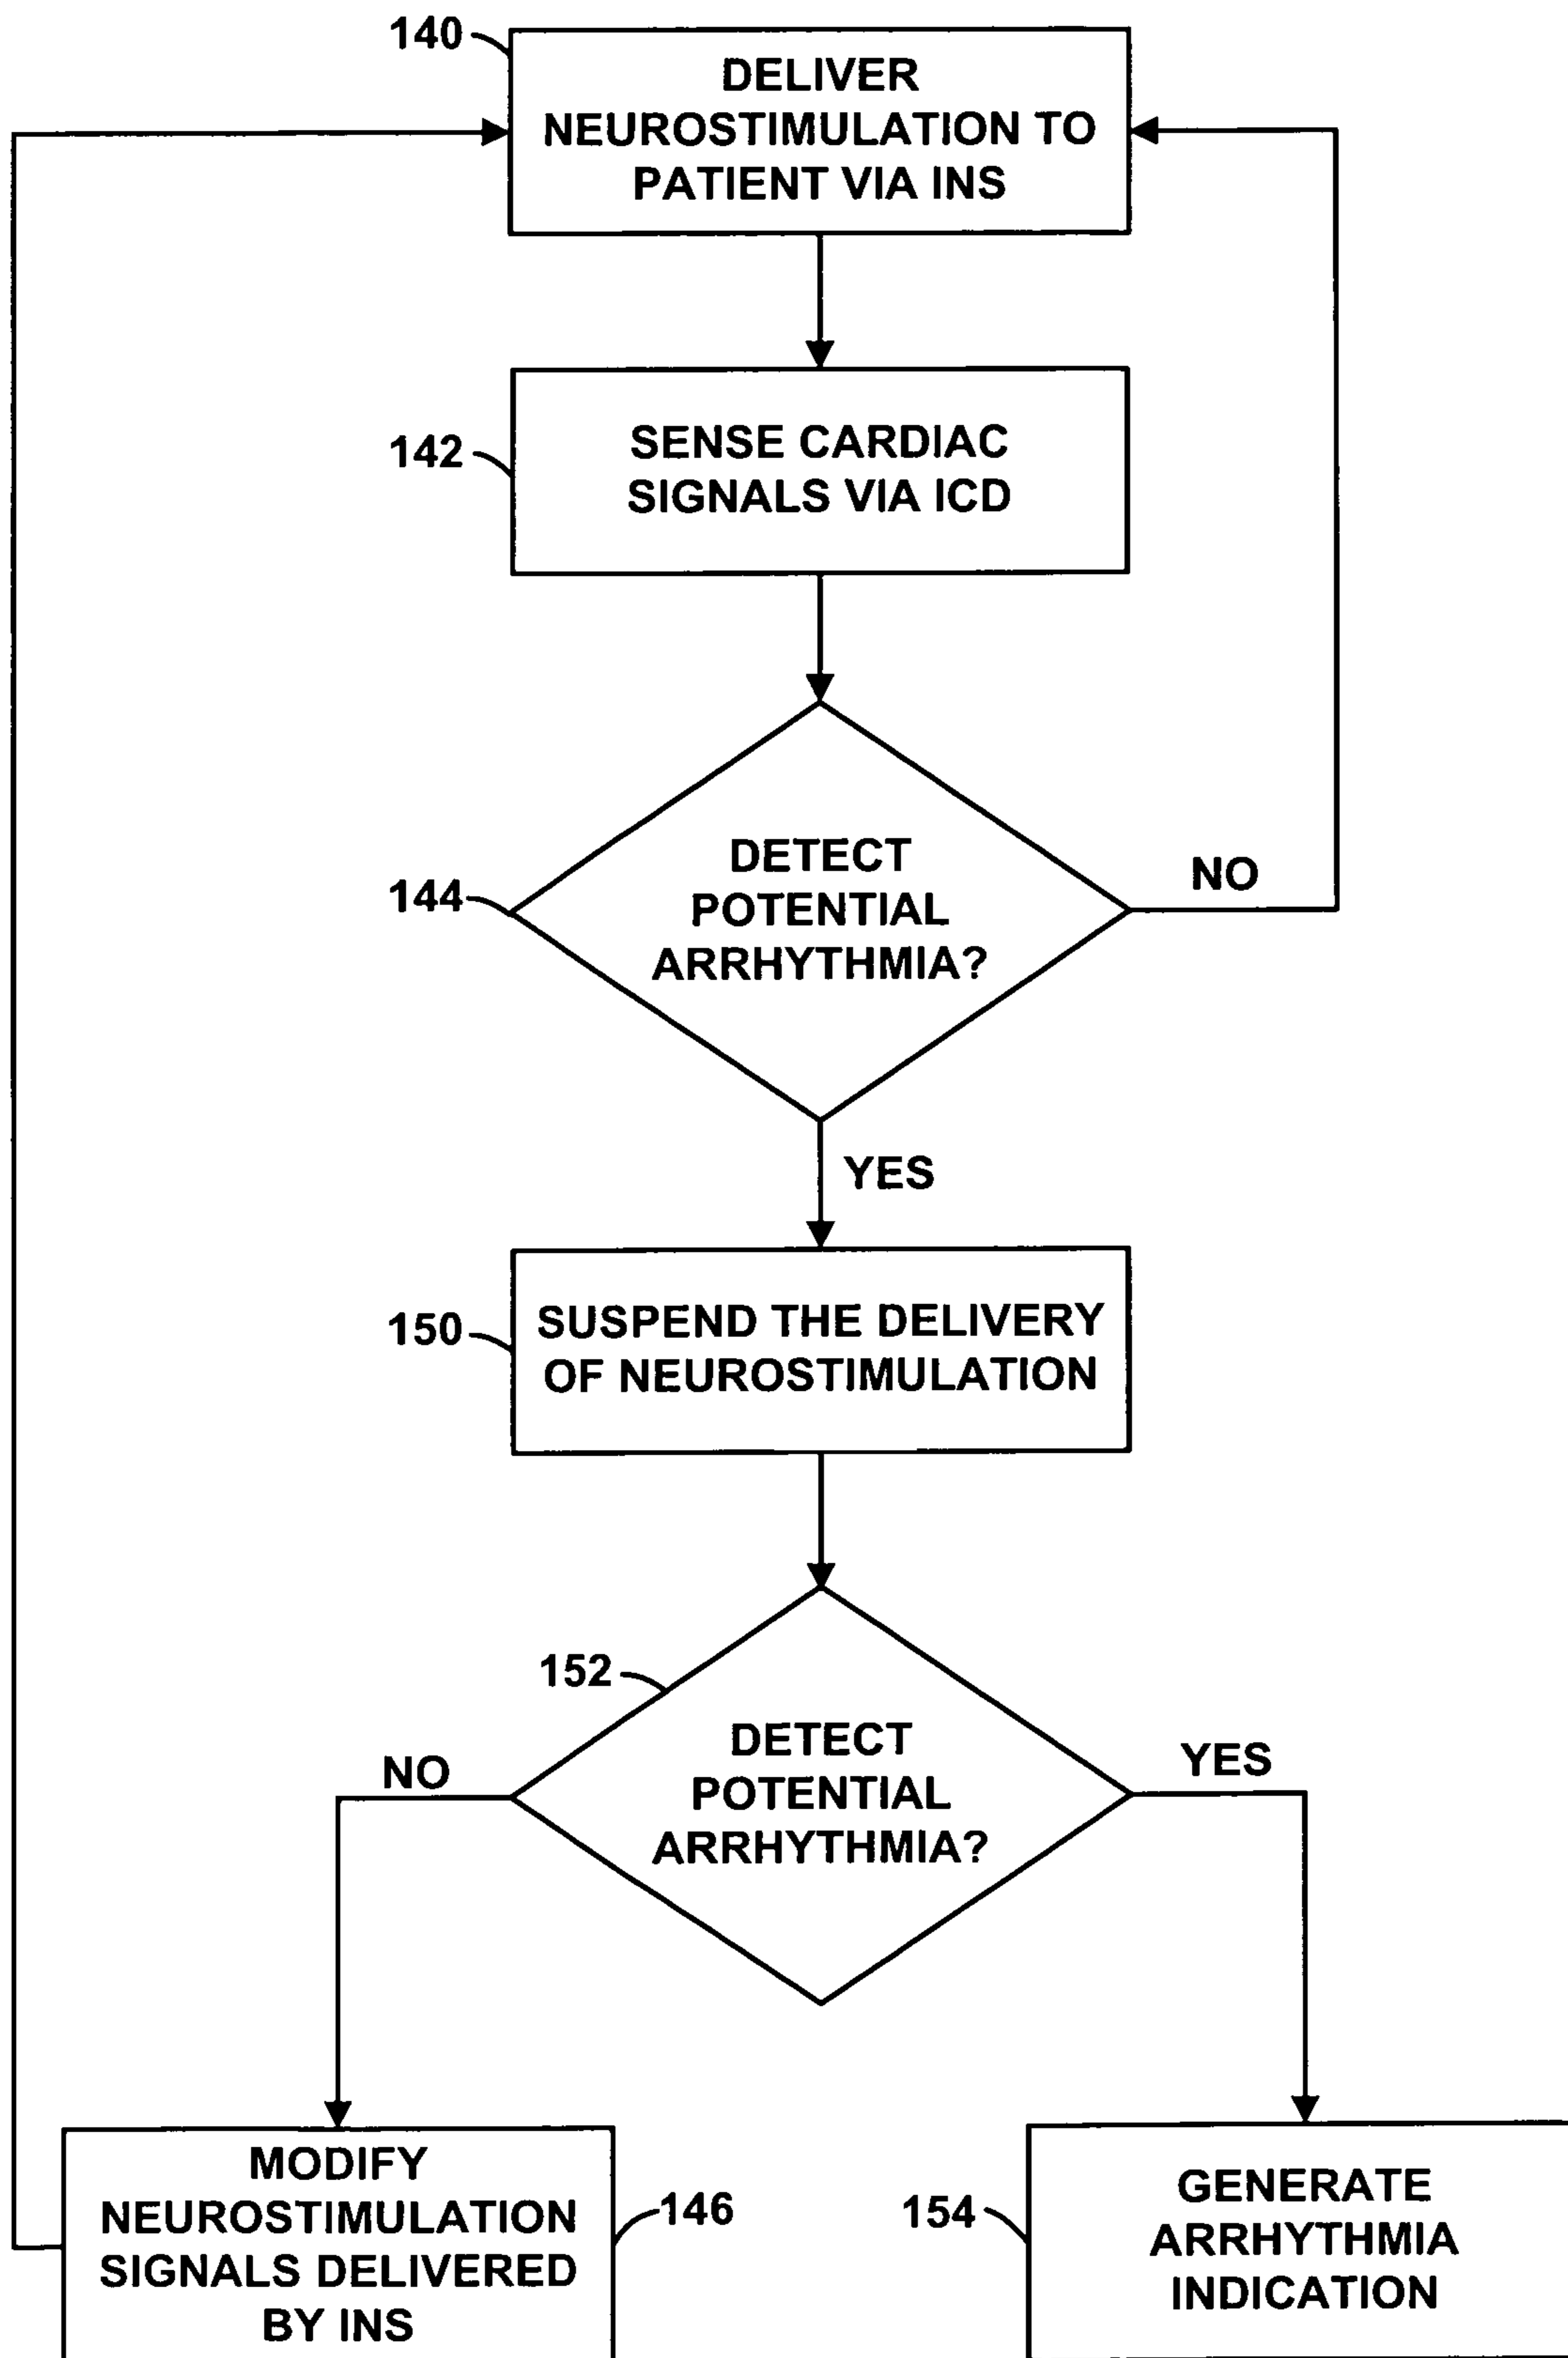 140
DELIVER
NEUROSTIMULATION TO
PATIENT VIA INS
142
SENSE CARDIAC
SIGNALS VIA ICD
144
DETECT
POTENTIAL
ARRHYTHMIA?
NO
YES
150
SUSPEND THE DELIVERY
OF NEUROSTIMULATION
152
DETECT
POTENTIAL
ARRHYTHMIA?
NO
YES
MODIFY
NEUROSTIMULATION
SIGNALS DELIVERED
BY INS
146
154
GENERATE
ARRHYTHMIA
INDICATION